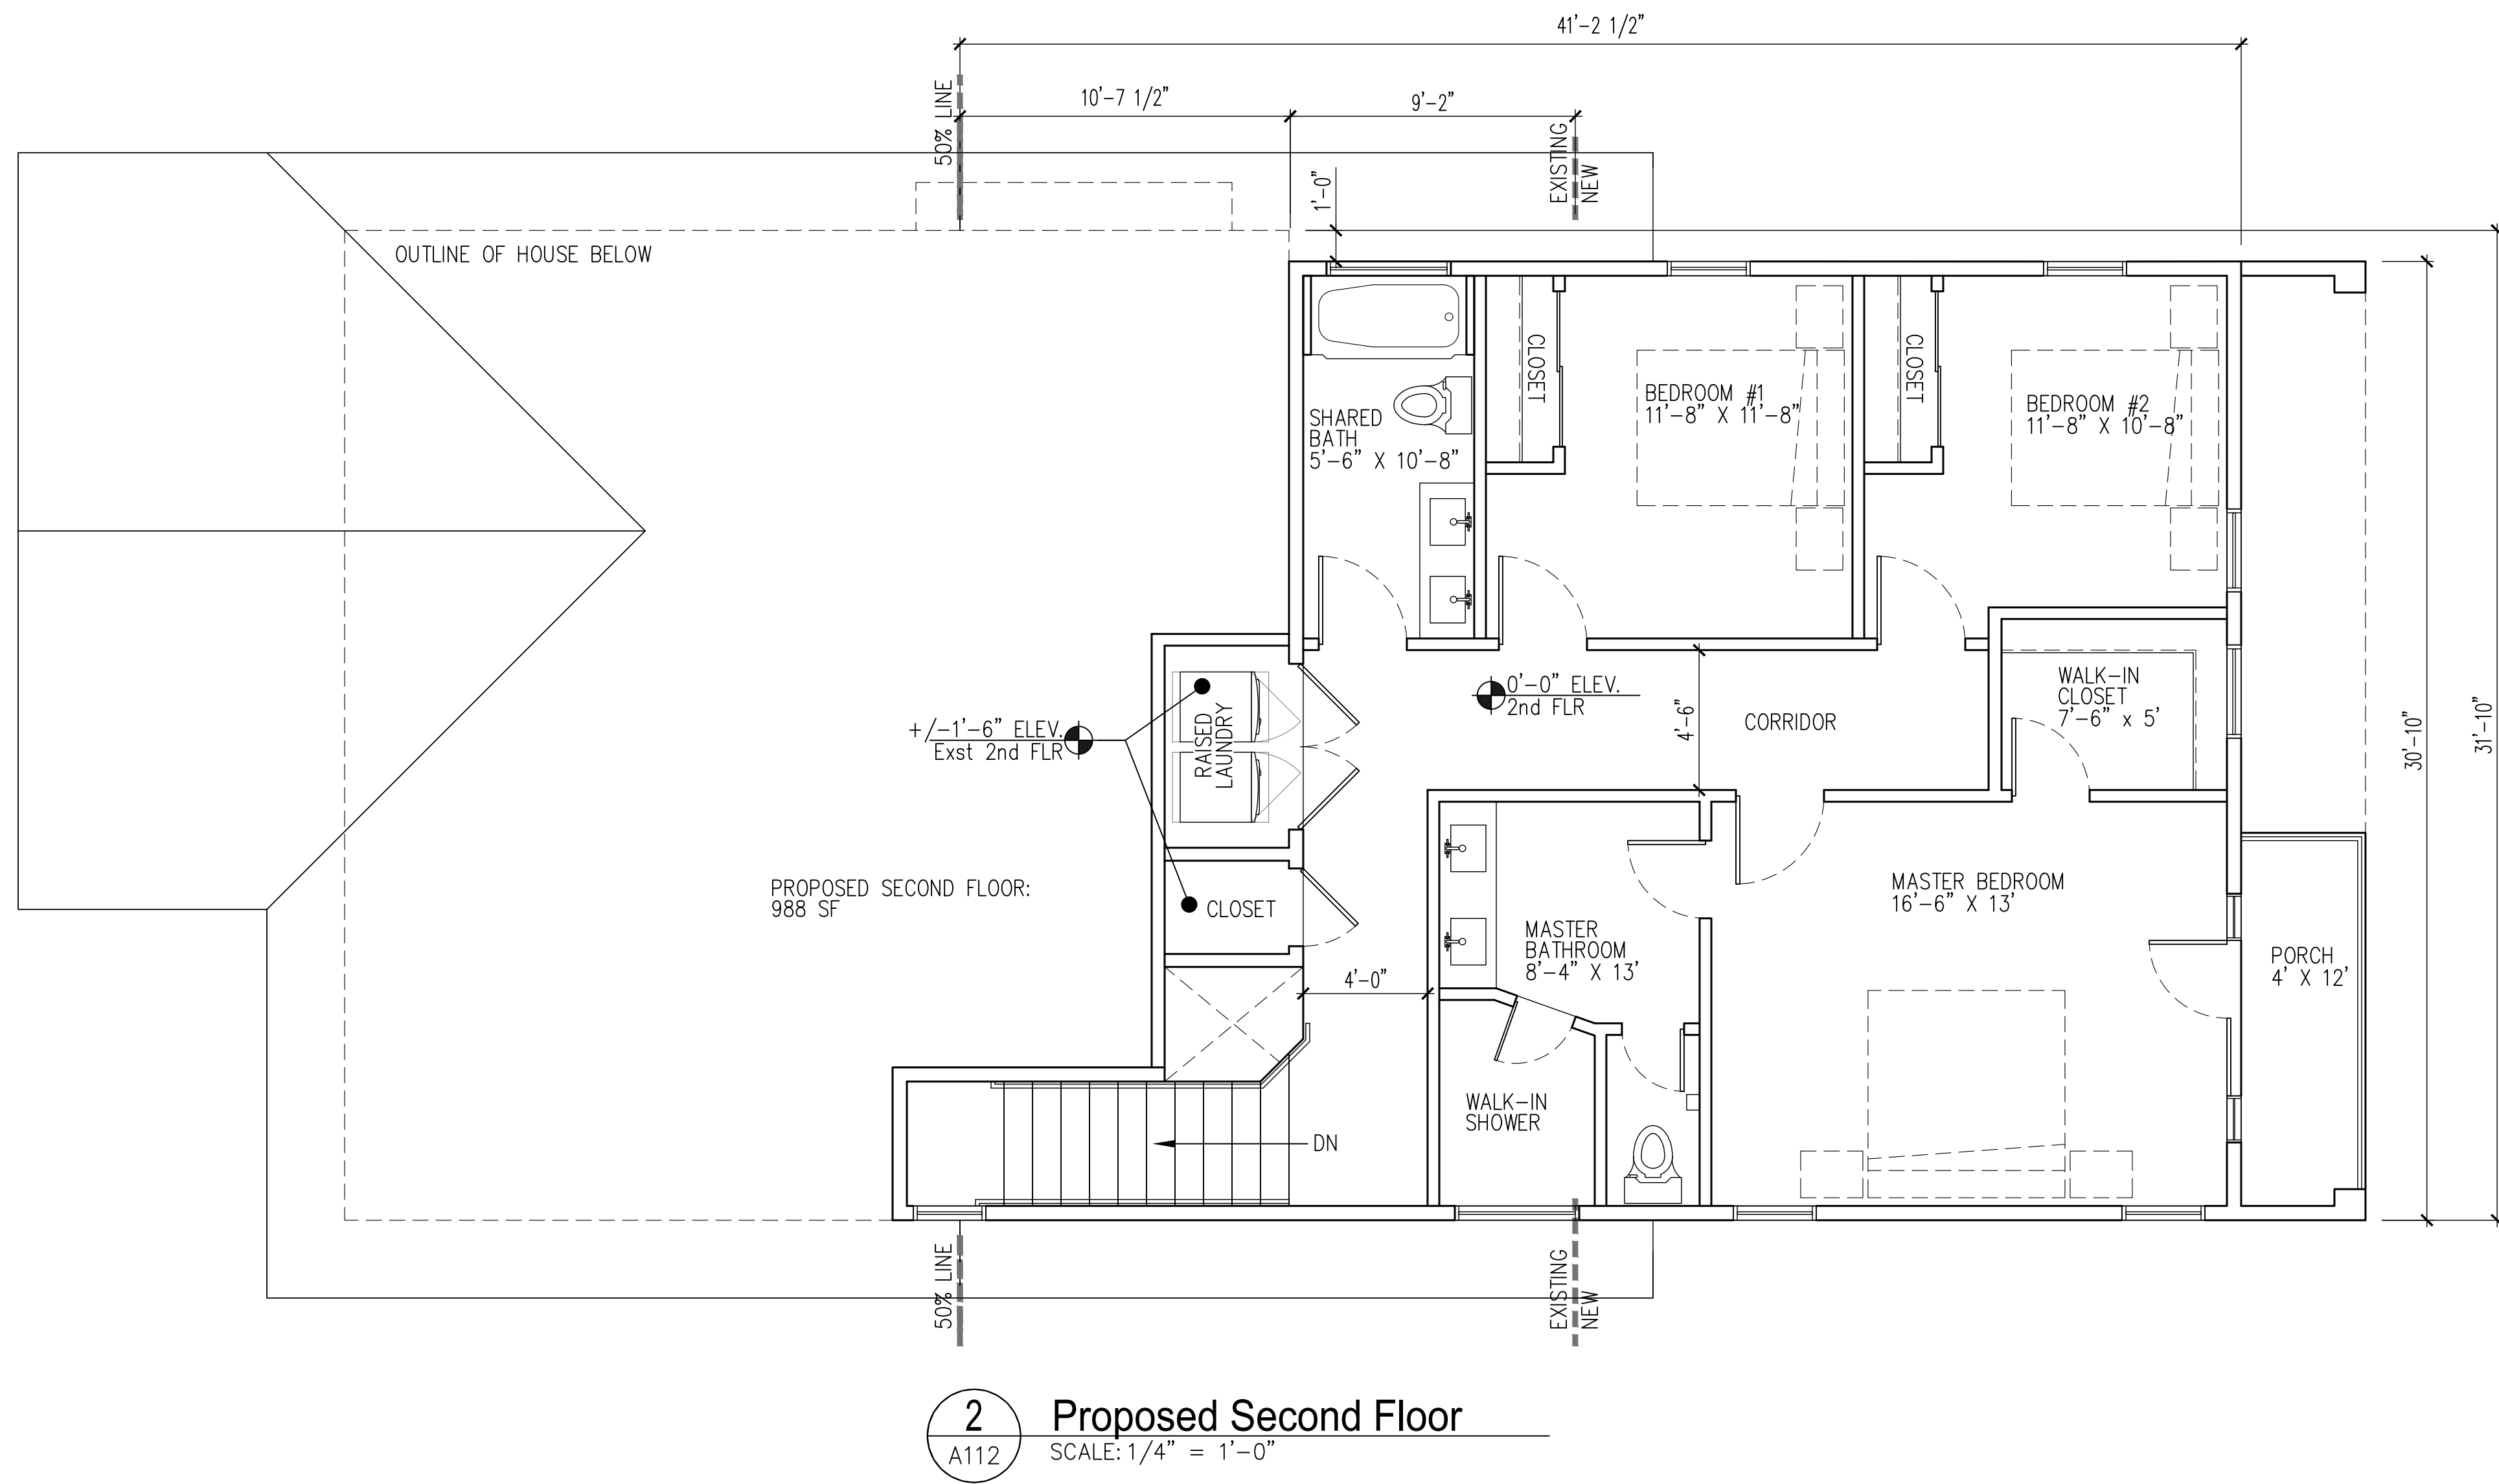 41'-2 1/2"
10'-7 1/2"
9'-2"
50% LINE
EXISTING
NEW
1'-0"
OUTLINE OF HOUSE BELOW
CLOSET
CLOSET
BEDROOM #1
11'-8" X 11'-8"
BEDROOM #2
11'-8" X 10'-8"
SHARED
BATH
5'-6" X 10'-8"
+/-1'-6" ELEV.
Exst 2nd FLR
RAISED
LAUNDRY
0'-0" ELEV.
2nd FLR
4'-6"
CORRIDOR
WALK-IN
CLOSET
7'-6" x 5'
30'-10"
31'-10"
PROPOSED SECOND FLOOR:
988 SF
CLOSET
MASTER BEDROOM
16'-6" X 13'
MASTER
BATHROOM
8'-4" X 13'
PORCH
4' X 12'
4'-0"
WALK-IN
SHOWER
DN
50% LINE
EXISTING
NEW
2
A112
Proposed Second Floor
SCALE: 1/4" = 1'-0"